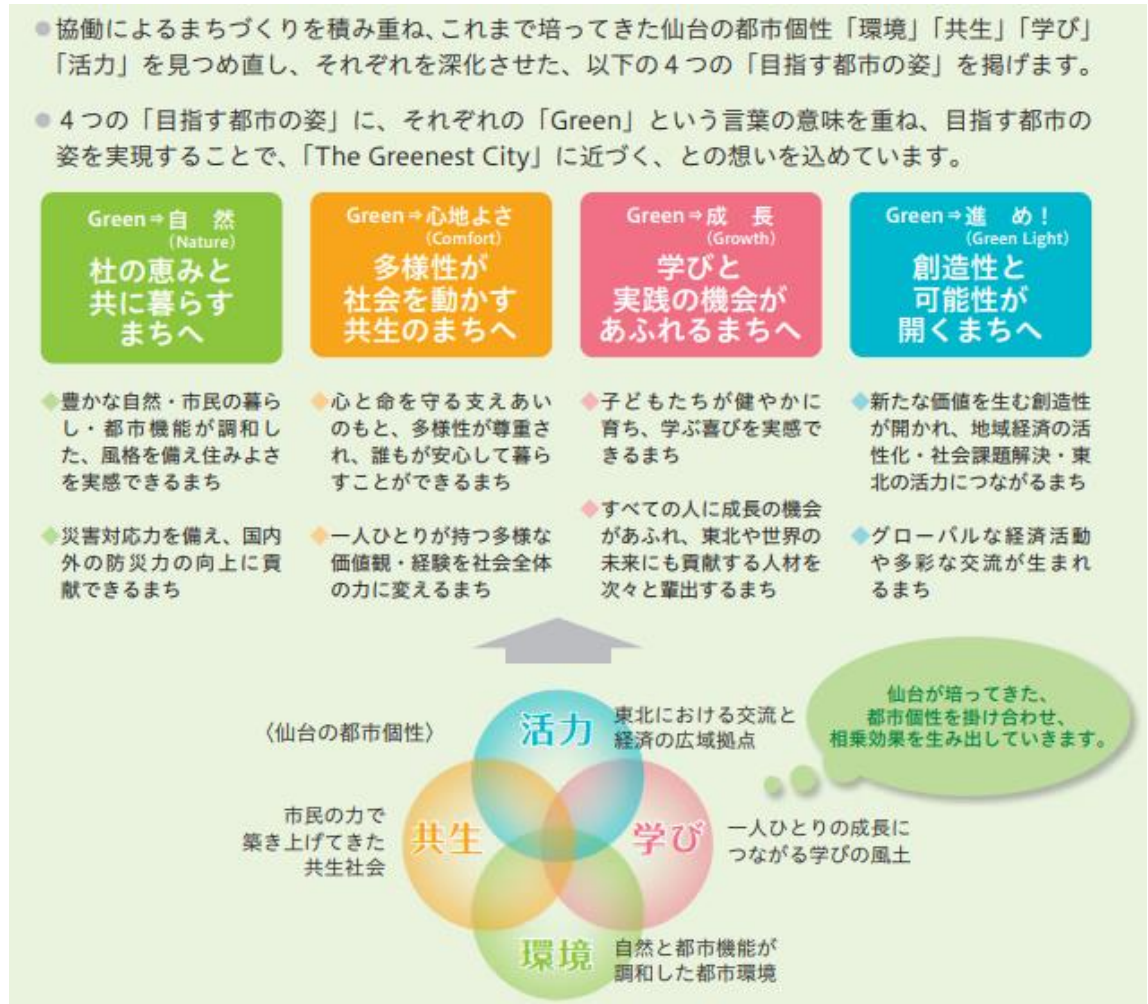 ●協働によるまちづくりを積み重ね、これまで培ってきた仙台の都市個性「環境」「共生」「学び」
「活力」を見つめ直し、それぞれを深化させた、以下の４つの「目指す都市の姿」を掲げます。
●４つの「目指す都市の姿」に、それぞれの「Green」という言葉の意味を重ね、目指す都市の
姿を実現することで、「The Greenest City」に近づく、との想いを込めています。
Green⇒自　然
(Nature)
杜の恵みと
共に暮らす
まちへ
◆豊かな自然・市民の暮ら
し・都市機能が調和し
た、風格を備え住みよさ
を実感できるまち
◆災害対応力を備え、国内
外の防災力の向上に貢
献できるまち
Green⇒心地よさ
(Comfort)
多様性が
社会を動かす
共生のまちへ
◆心と命を守る支えあい
のもと、多様性が尊重さ
れ、誰もが安心して暮ら
すことができるまち
◆一人ひとりが持つ多様な
価値観・経験を社会全体
の力に変えるまち
Green⇒成　長
(Growth)
学びと
実践の機会が
あふれるまちへ
◆子どもたちが健やかに
育ち、学ぶ喜びを実感で
きるまち
◆すべての人に成長の機会
があふれ、東北や世界の
未来にも貢献する人材を
次々と輩出するまち
Green⇒進　め！
(Green Light)
創造性と
可能性が
開くまちへ
◆新たな価値を生む創造性
が開かれ、地域経済の活
性化・社会課題解決・東
北の活力につながるまち
◆グローバルな経済活動
や多彩な交流が生まれ
るまち
〈仙台の都市個性〉
活力
東北における交流と
経済の広域拠点
仙台が培ってきた、
都市個性を掛け合わせ、
相乗効果を生み出していきます。
市民の力で
築き上げてきた
共生社会
共生
学び
一人ひとりの成長に
つながる学びの風土
環境
自然と都市機能が
調和した都市環境